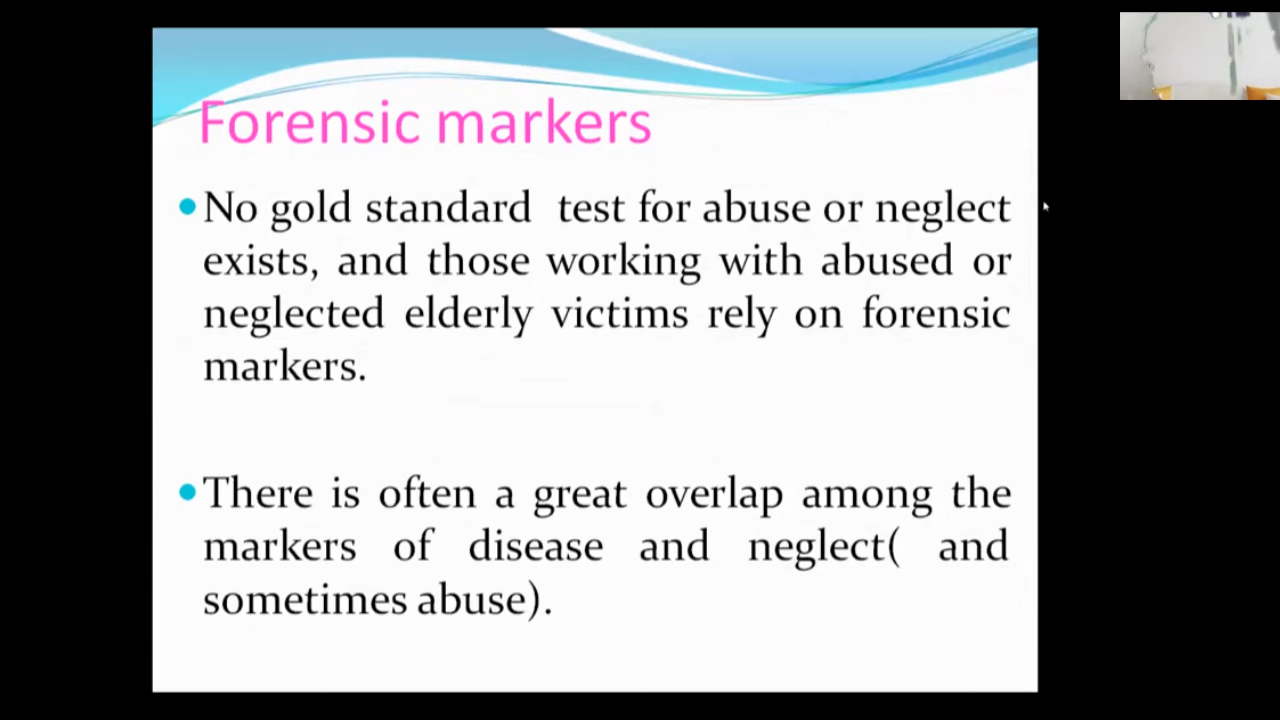 Forensic markers
No gold standard test for abuse or neglect
exists, and those working with abused or
neglected elderly victims rely on forensic
markers.
There is often a great overlap among the
markers of disease and neglect( and
sometimes abuse).